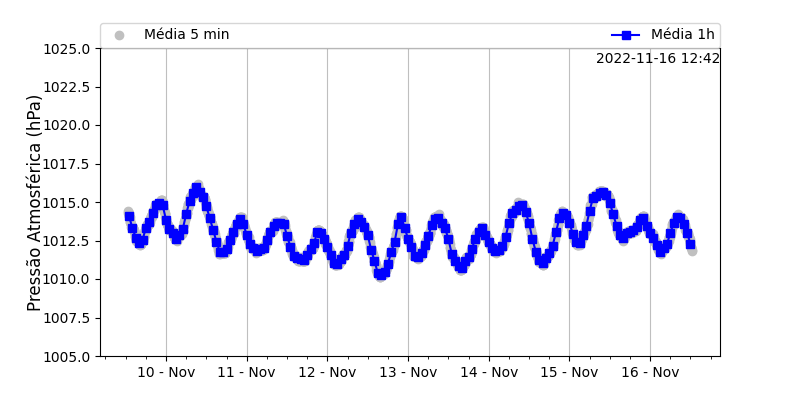 Média 5 min
Média 1h
2022-11-16 12:42
Pressão Atmosférica (hPa)
1025.0
1022.5
1020.0
1017.5
1015.0
1012.5
1010.0
1007.5
1005.0
10 - Nov
11 - Nov
12 - Nov
13 - Nov
14 - Nov
15 - Nov
16 - Nov